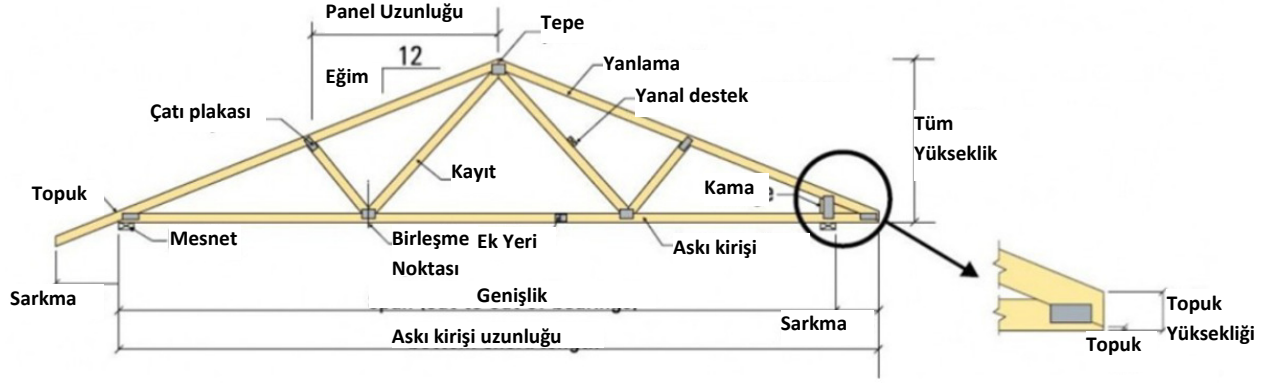 Panel Uzunluğu
Tepe
12
Eğim
Yanlama
Yanal destek
Çatı plakası
Tüm
Yükseklik
Kayıt
Kama
Topuk
Mesnet
Birleşme
Noktası
Ek Yeri
Askı kirişi
Sarkma
Genişlik
Sarkma
Askı kirişi uzunluğu
Topuk
Yüksekliği
Topuk